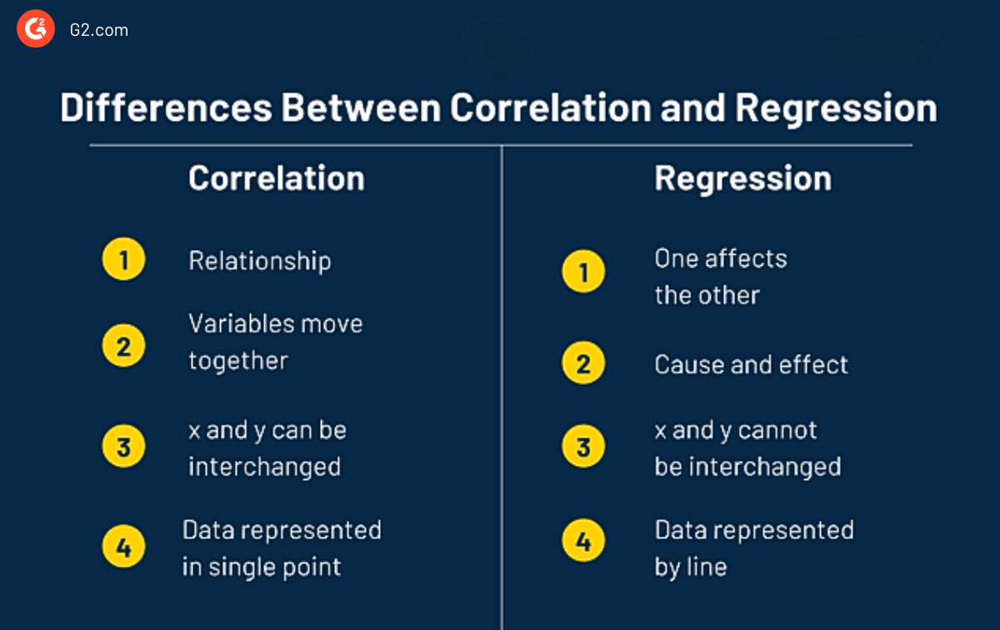 G2.com
Differences Between Correlation and Regression
Correlation
1 Relationship
2 Variables move
together
3 x and y can be
interchanged
4 Data represented
in single point
Regression
1 One affects
the other
2 Cause and effect
3 x and y cannot
be interchanged
4 Data represented
by line